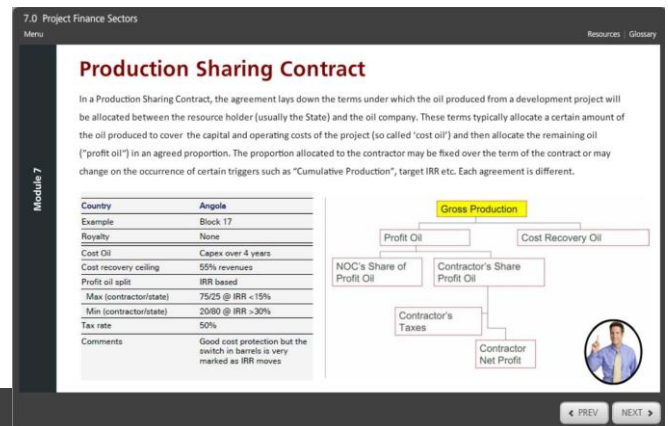 7.0 Project Finance Sectors
Menu
Resources | Glossary
Module 7
Production Sharing Contract
In a Production Sharing Contract, the agreement lays down the terms under which the oil produced from a development project will
be allocated between the resource holder (usually the State) and the oil company. These terms typically allocate a certain amount of
the oil produced to cover the capital and operating costs of the project (so called 'cost oil') and then allocate the remaining oil
("profit oil") in an agreed proportion. The proportion allocated to the contractor may be fixed over the term of the contract or may
change on the occurrence of certain triggers such as "Cumulative Production", target IRR etc. Each agreement is different.
Country Angola
Example Block 17
Royalty None
Cost Oil Capex over 4 years
Cost recovery ceiling 55% revenues
Profit oil split IRR based
Max (contractor/state) 75/25 @ IRR <15%
Min (contractor/state) 20/80 @ IRR >30%
Tax rate 50%
Comments Good cost protection but the
switch in barrels is very
marked as IRR moves
Gross Production
Profit Oil
Cost Recovery Oil
NOC's Share of
Profit Oil
Contractor's Share
Profit Oil
Contractor's
Taxes
Contractor
Net Profit
PREV
NEXT